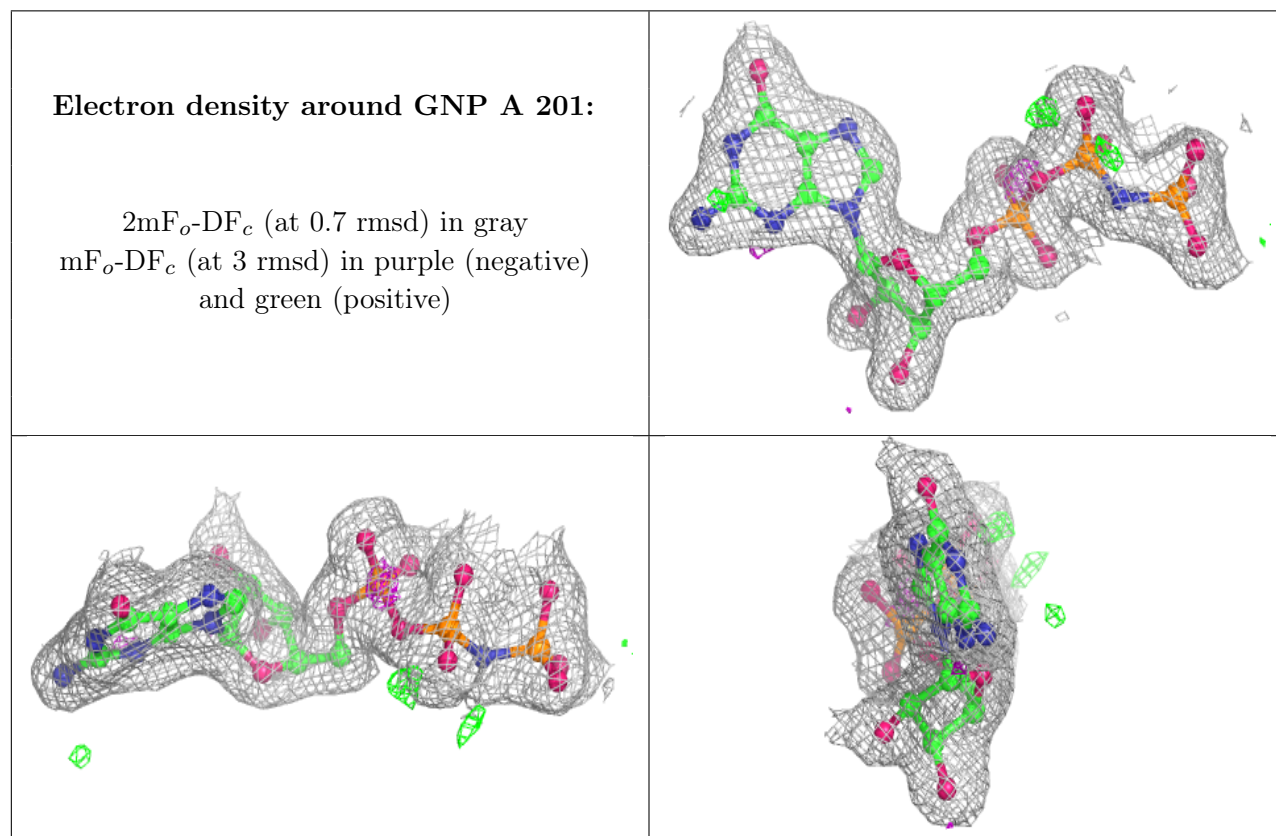 Electron density around GNP A 201:
2mFo-DFc (at 0.7 rmsd) in gray
mFo-DFc (at 3 rmsd) in purple (negative)
and green (positive)